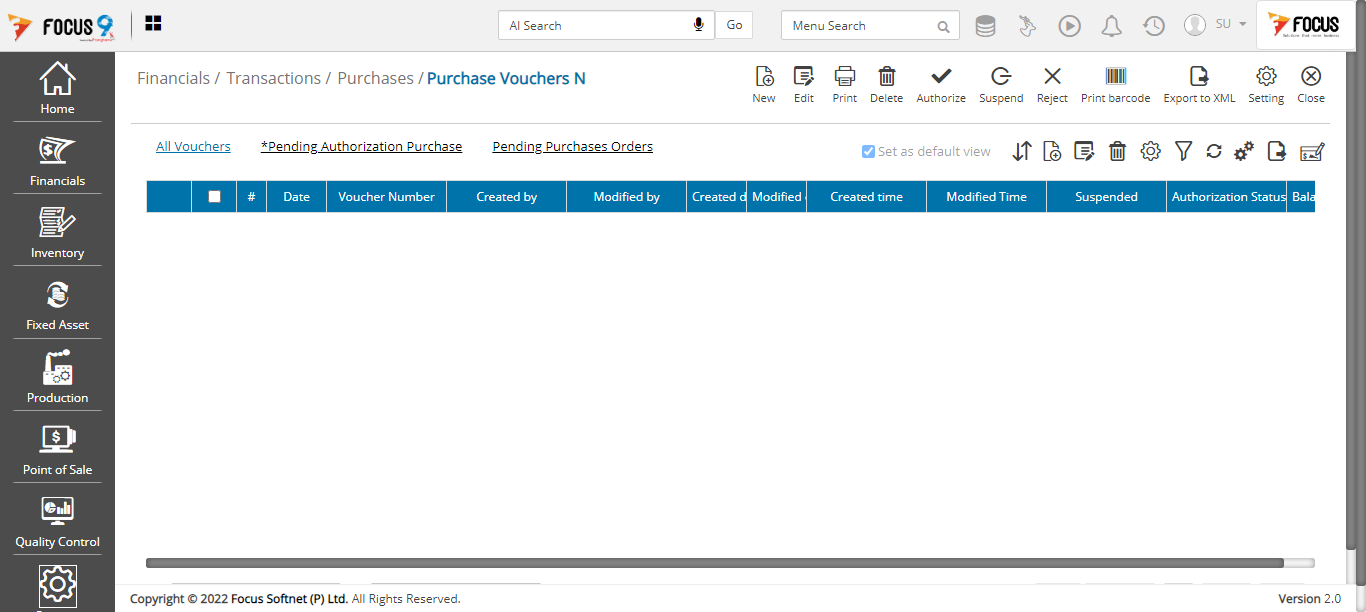 FOCUS 9
AI Search
Go
Menu Search
SU
FOCUS
Home
Financials
Inventory
Fixed Asset
Production
Point of Sale
Quality Control
Financials / Transactions / Purchases / Purchase Vouchers N
New
Edit
Print
Delete
Authorize
Suspend
Reject
Print barcode
Export to XML
Setting
Close
All Vouchers
*Pending Authorization Purchase
Pending Purchases Orders
Set as default view
# Date Voucher Number Created by Modified by Created d Modified Created time Modified Time Suspended Authorization Status Bala
Copyright © 2022 Focus Softnet (P) Ltd. All Rights Reserved.
Version 2.0